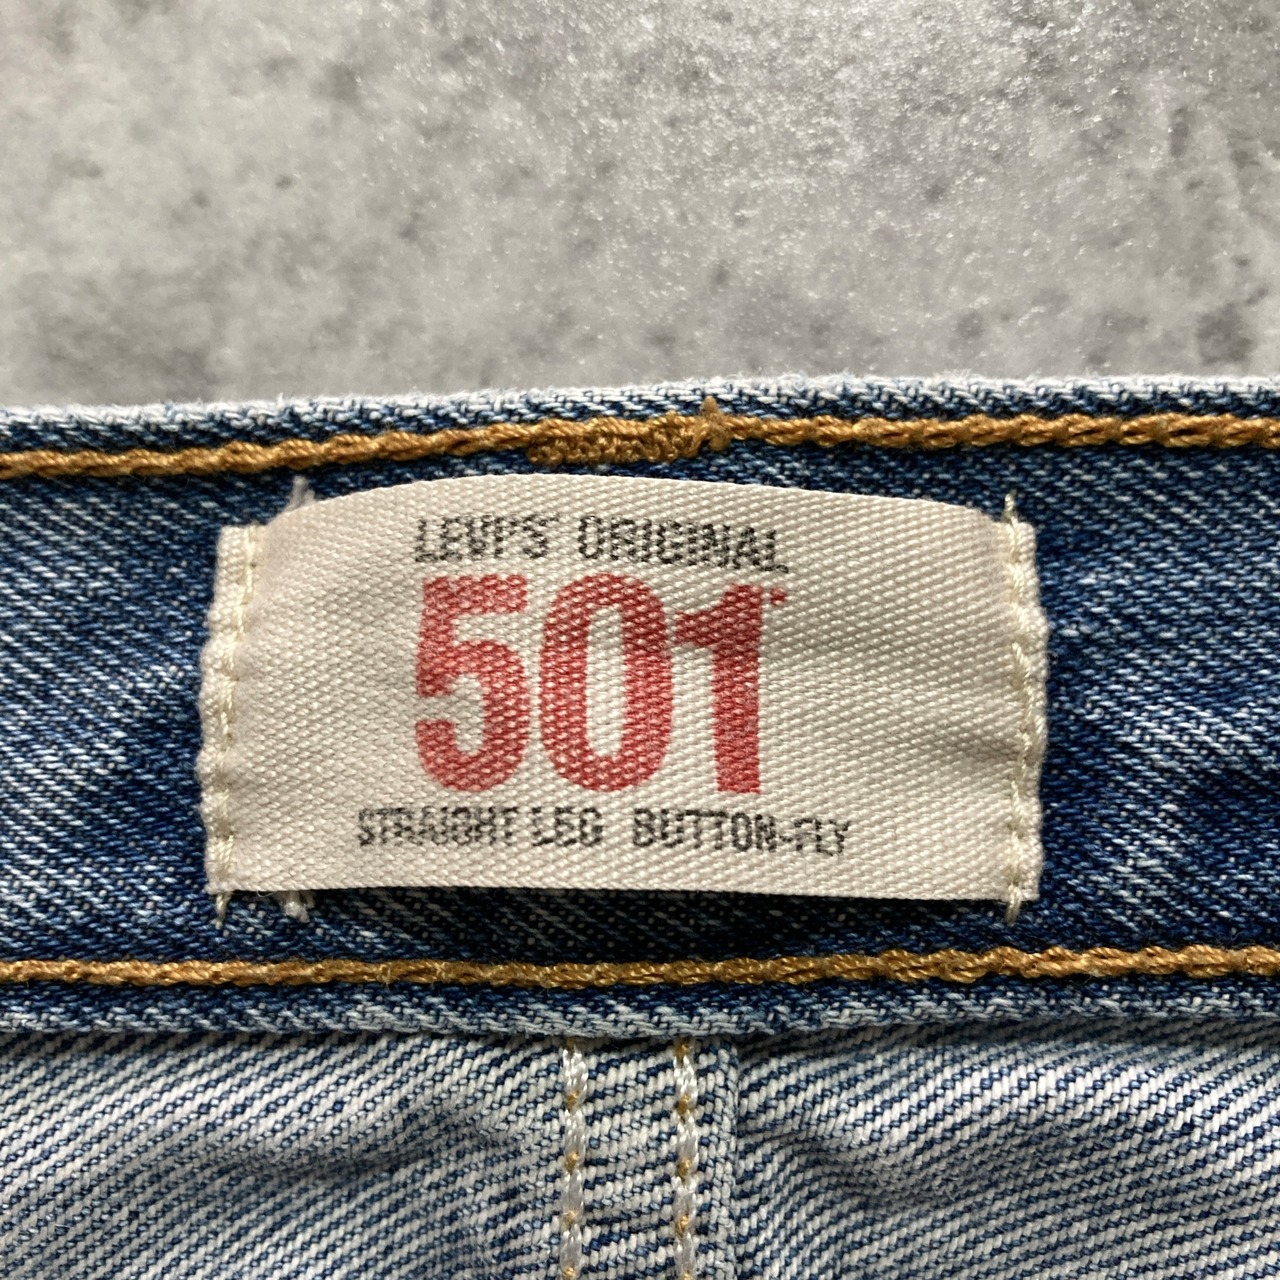 LEVI'S® ORIGINAL
501®
STRAIGHT LEG BUTTON-FLY